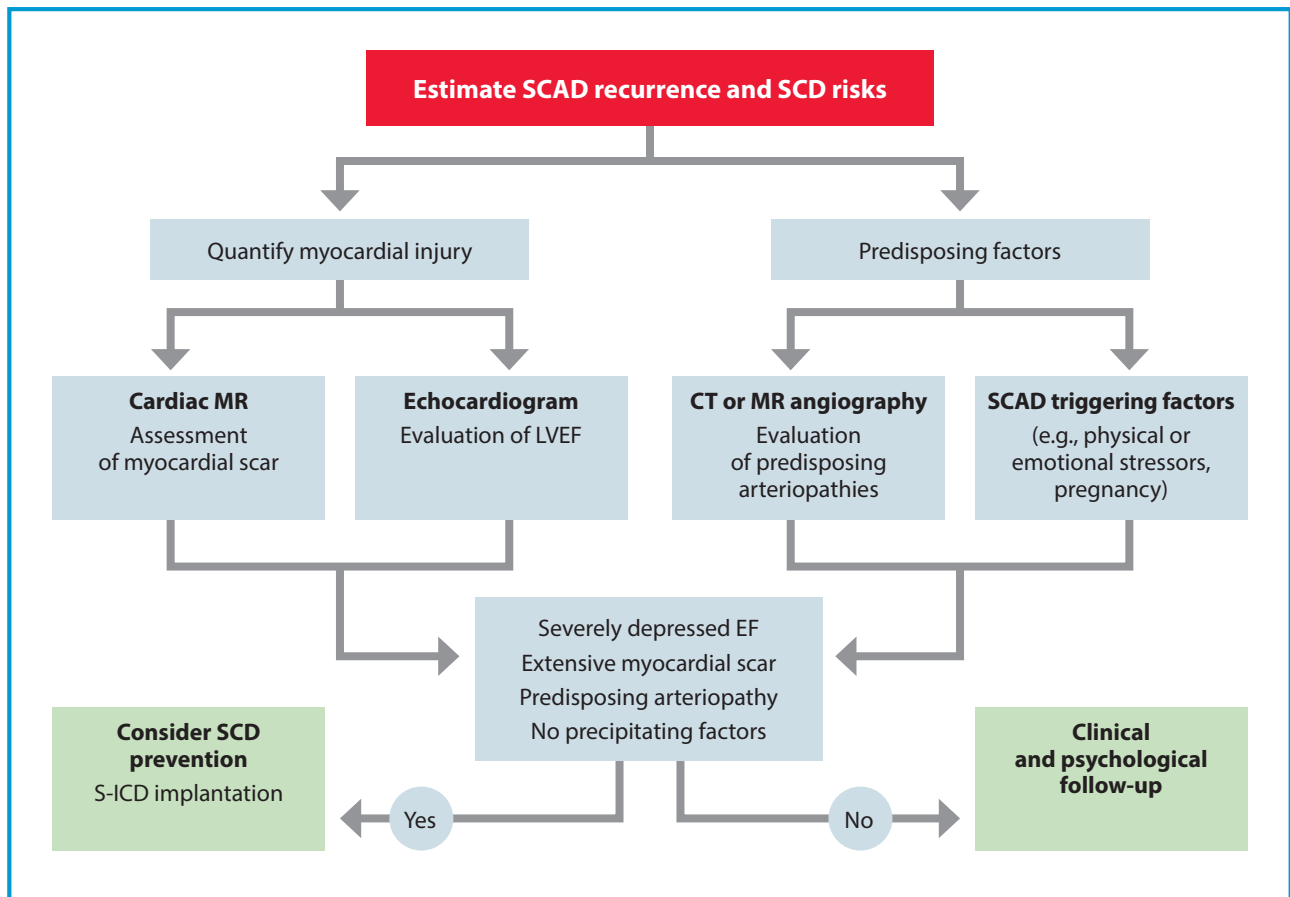 Estimate SCAD recurrence and SCD risks
Quantify myocardial injury
Predisposing factors
Cardiac MR
Assessment
of myocardial scar
Echocardiogram
Evaluation of LVEF
CT or MR angiography
Evaluation
of predisposing
arteriopathies
SCAD triggering factors
(e.g., physical or
emotional stressors,
pregnancy)
Severely depressed EF
Extensive myocardial scar
Predisposing arteriopathy
No precipitating factors
Consider SCD
prevention
S-ICD implantation
Yes
No
Clinical
and psychological
follow-up